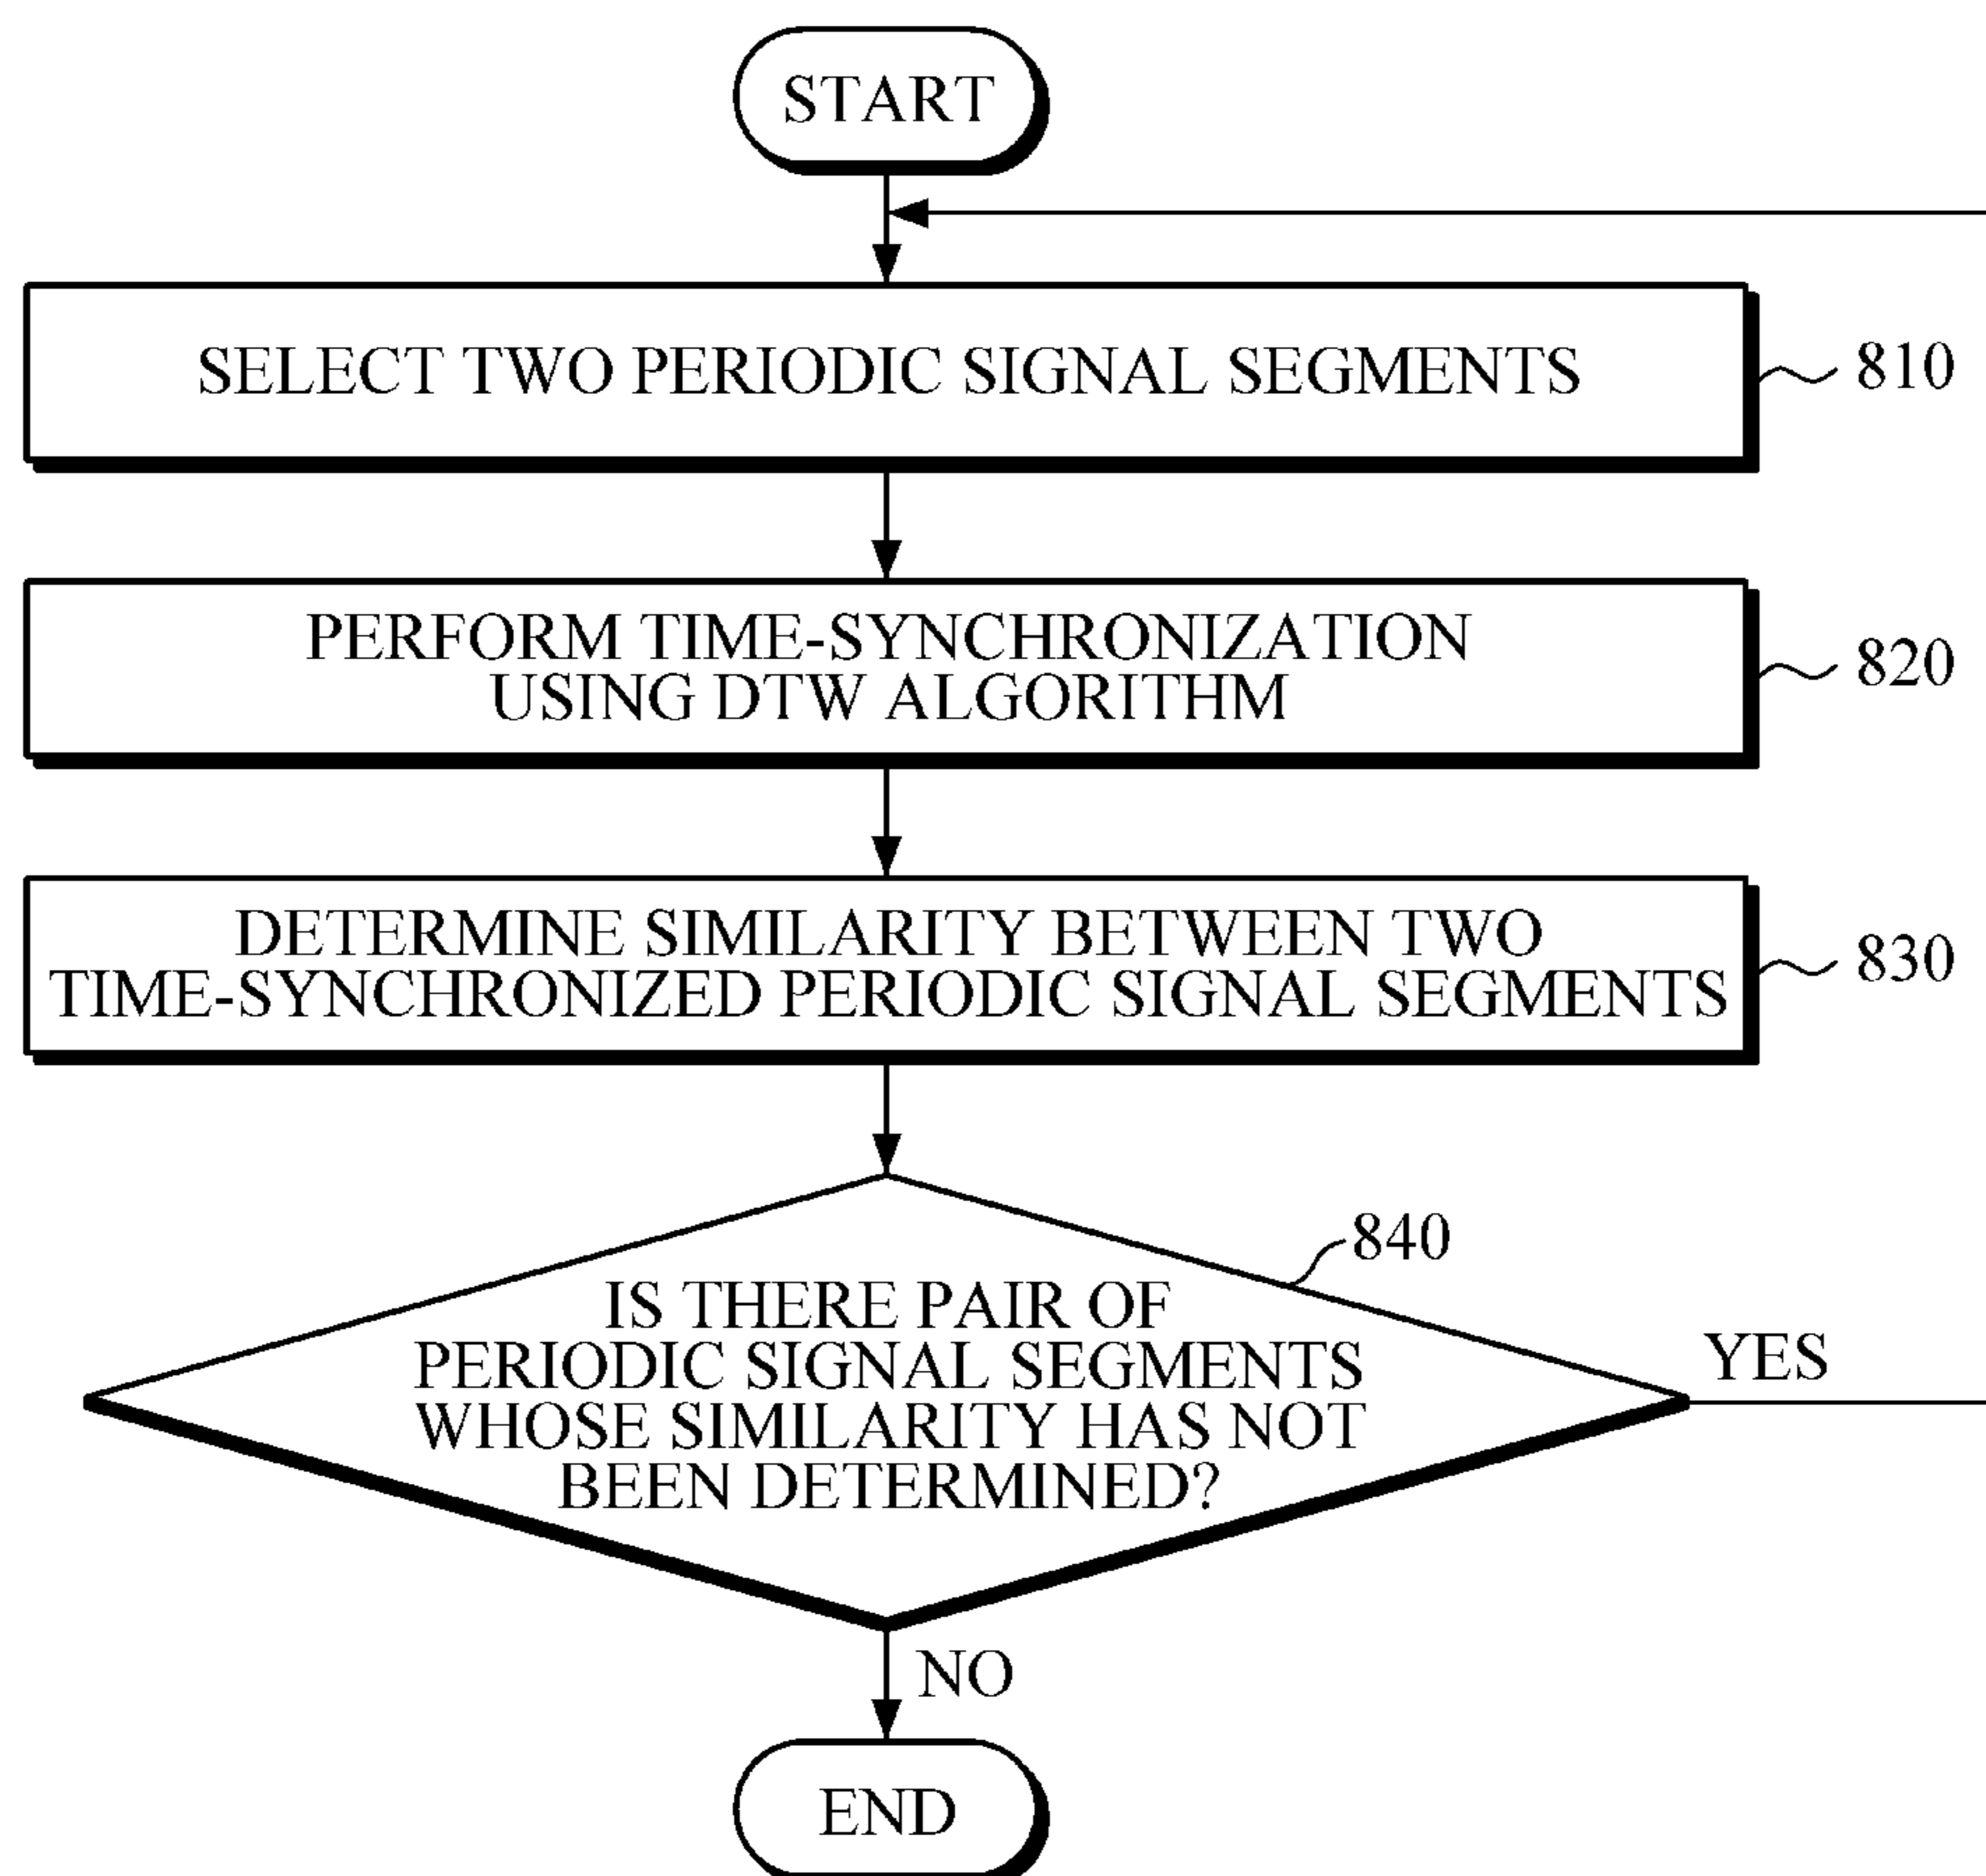 START
SELECT TWO PERIODIC SIGNAL SEGMENTS
810
PERFORM TIME-SYNCHRONIZATION
USING DTW ALGORITHM
820
DETERMINE SIMILARITY BETWEEN TWO
TIME-SYNCHRONIZED PERIODIC SIGNAL SEGMENTS
830
840
IS THERE PAIR OF
PERIODIC SIGNAL SEGMENTS
WHOSE SIMILARITY HAS NOT
BEEN DETERMINED?
YES
NO
END